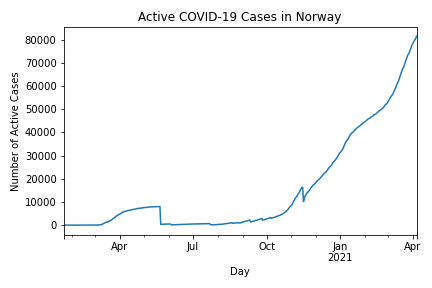 Active COVID-19 Cases in Norway
Number of Active Cases
80000
70000
60000
50000
40000
30000
20000
10000
0
Apr Jul Oct Jan Apr
2021
Day